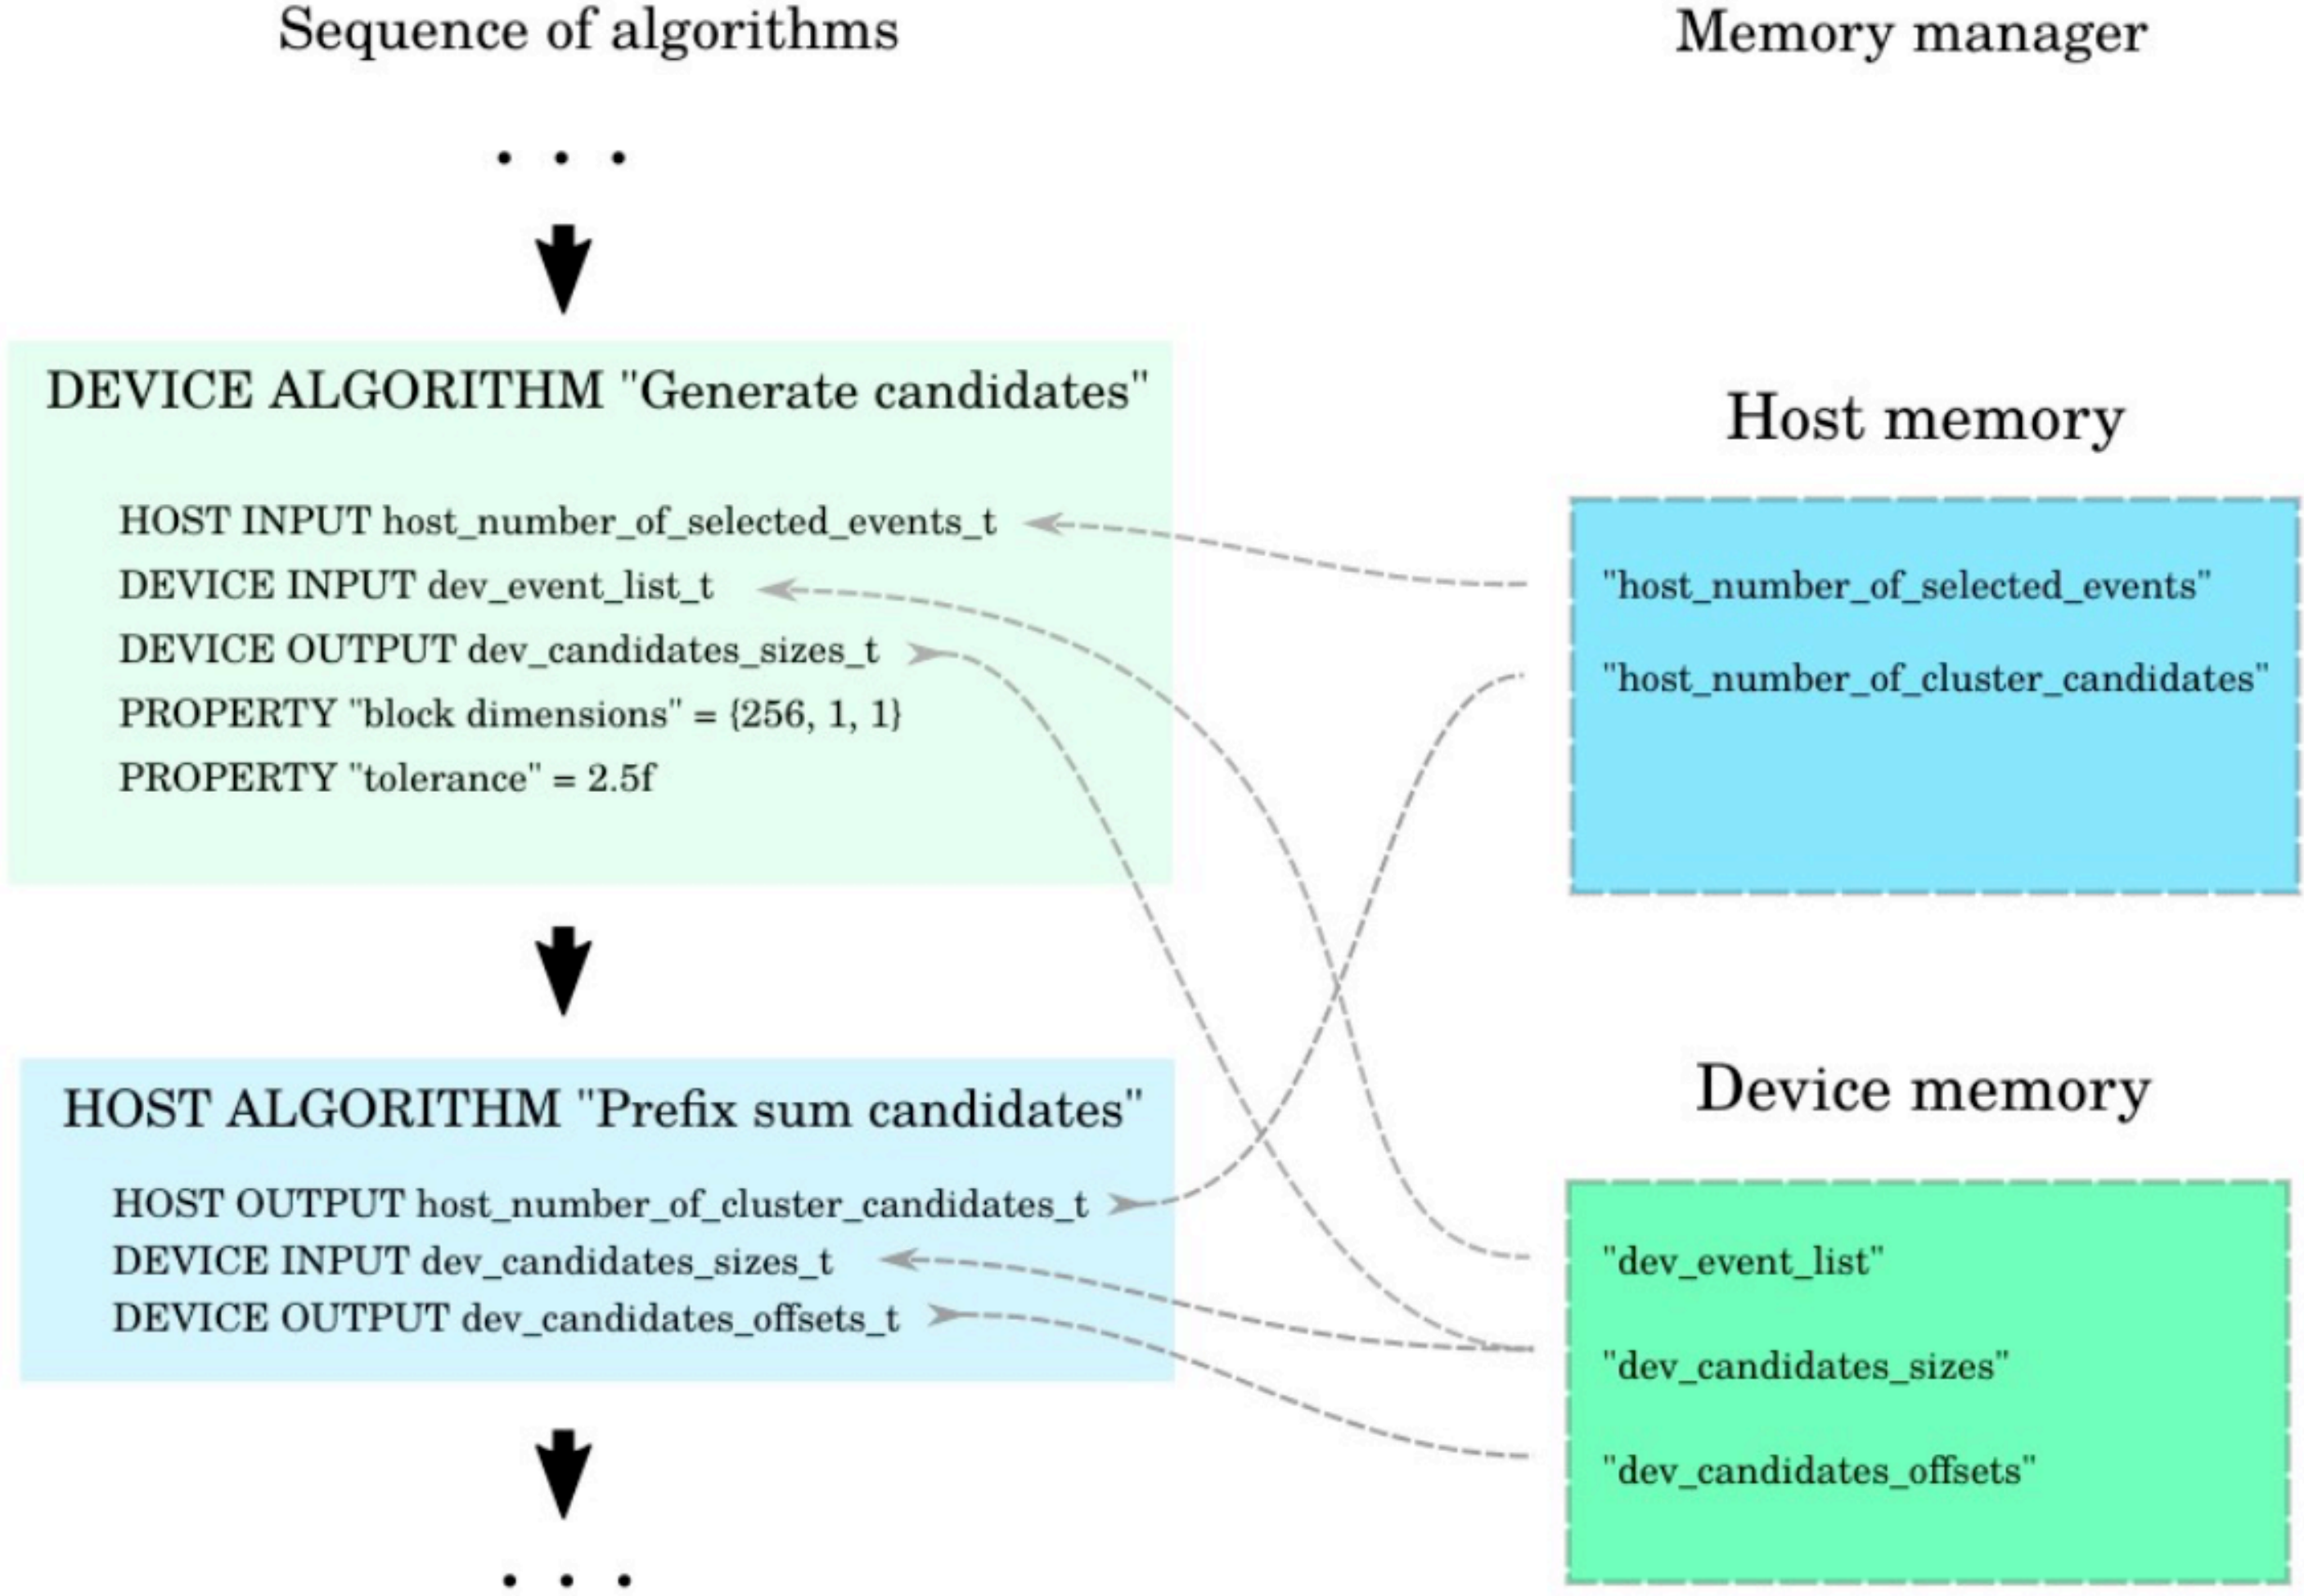 Sequence of algorithms
Memory manager
. . .
DEVICE ALGORITHM "Generate candidates"
HOST INPUT host_number_of_selected_events_t
DEVICE INPUT dev_event_list_t
DEVICE OUTPUT dev_candidates_sizes_t
PROPERTY "block dimensions" = {256, 1, 1}
PROPERTY "tolerance" = 2.5f
HOST ALGORITHM "Prefix sum candidates"
HOST OUTPUT host_number_of_cluster_candidates_t
DEVICE INPUT dev_candidates_sizes_t
DEVICE OUTPUT dev_candidates_offsets_t
. . .
Host memory
"host_number_of_selected_events"
"host_number_of_cluster_candidates"
Device memory
"dev_event_list"
"dev_candidates_sizes"
"dev_candidates_offsets"